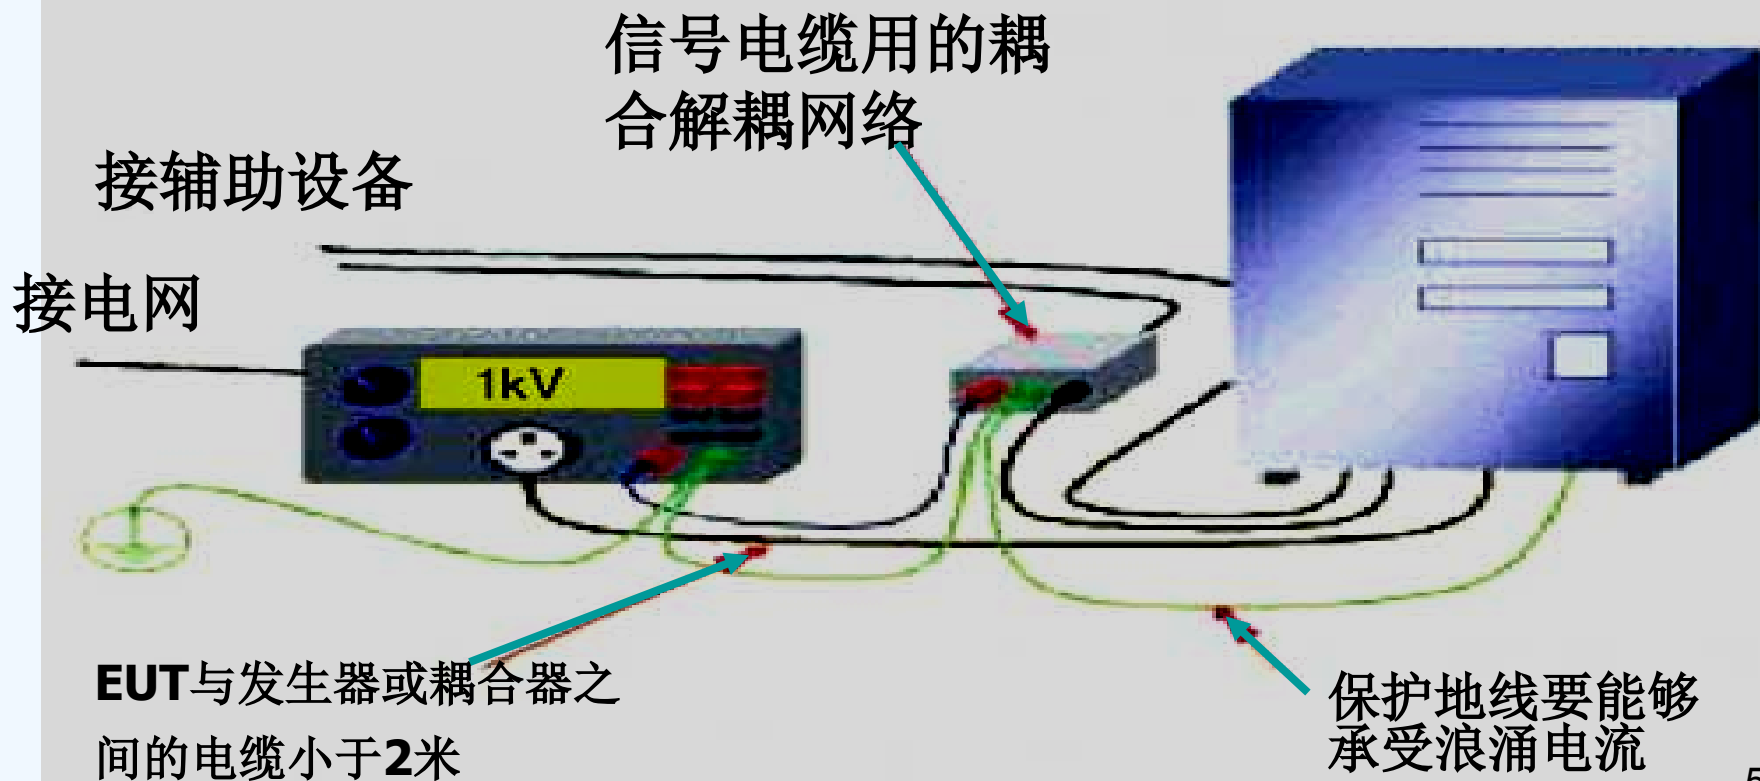 信号电缆用的耦
合解耦网络
接辅助设备
接电网
1kV
EUT与发生器或耦合器之
间的电缆小于2米
保护地线要能够
承受浪涌电流